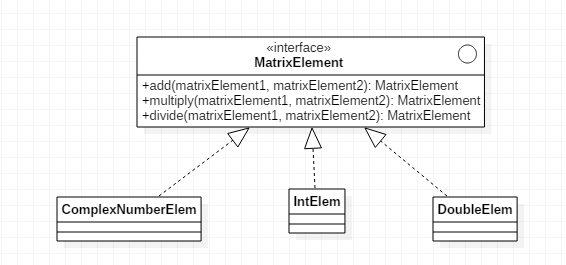 «interface»
MatrixElement
+add(matrixElement1, matrixElement2): MatrixElement
+multiply(matrixElement1, matrixElement2): MatrixElement
+divide(matrixElement1, matrixElement2): MatrixElement
ComplexNumberElem
IntElem
DoubleElem